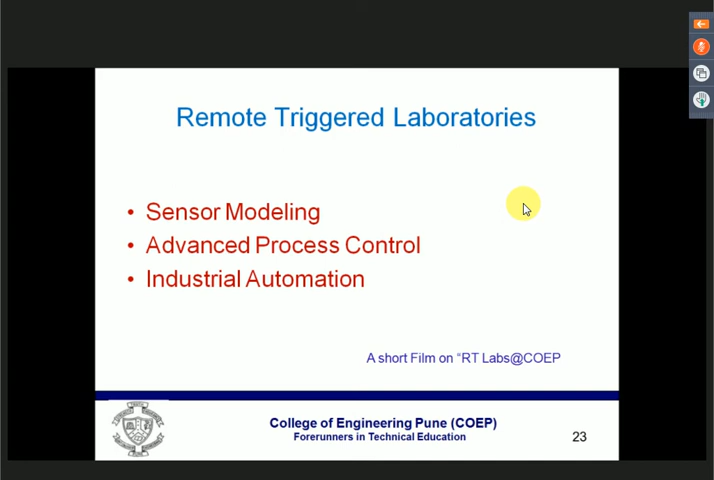 Remote Triggered Laboratories
• Sensor Modeling
• Advanced Process Control
• Industrial Automation
A short Film on “RT Labs@COEP
College of Engineering Pune (COEP)
Forerunners in Technical Education
23